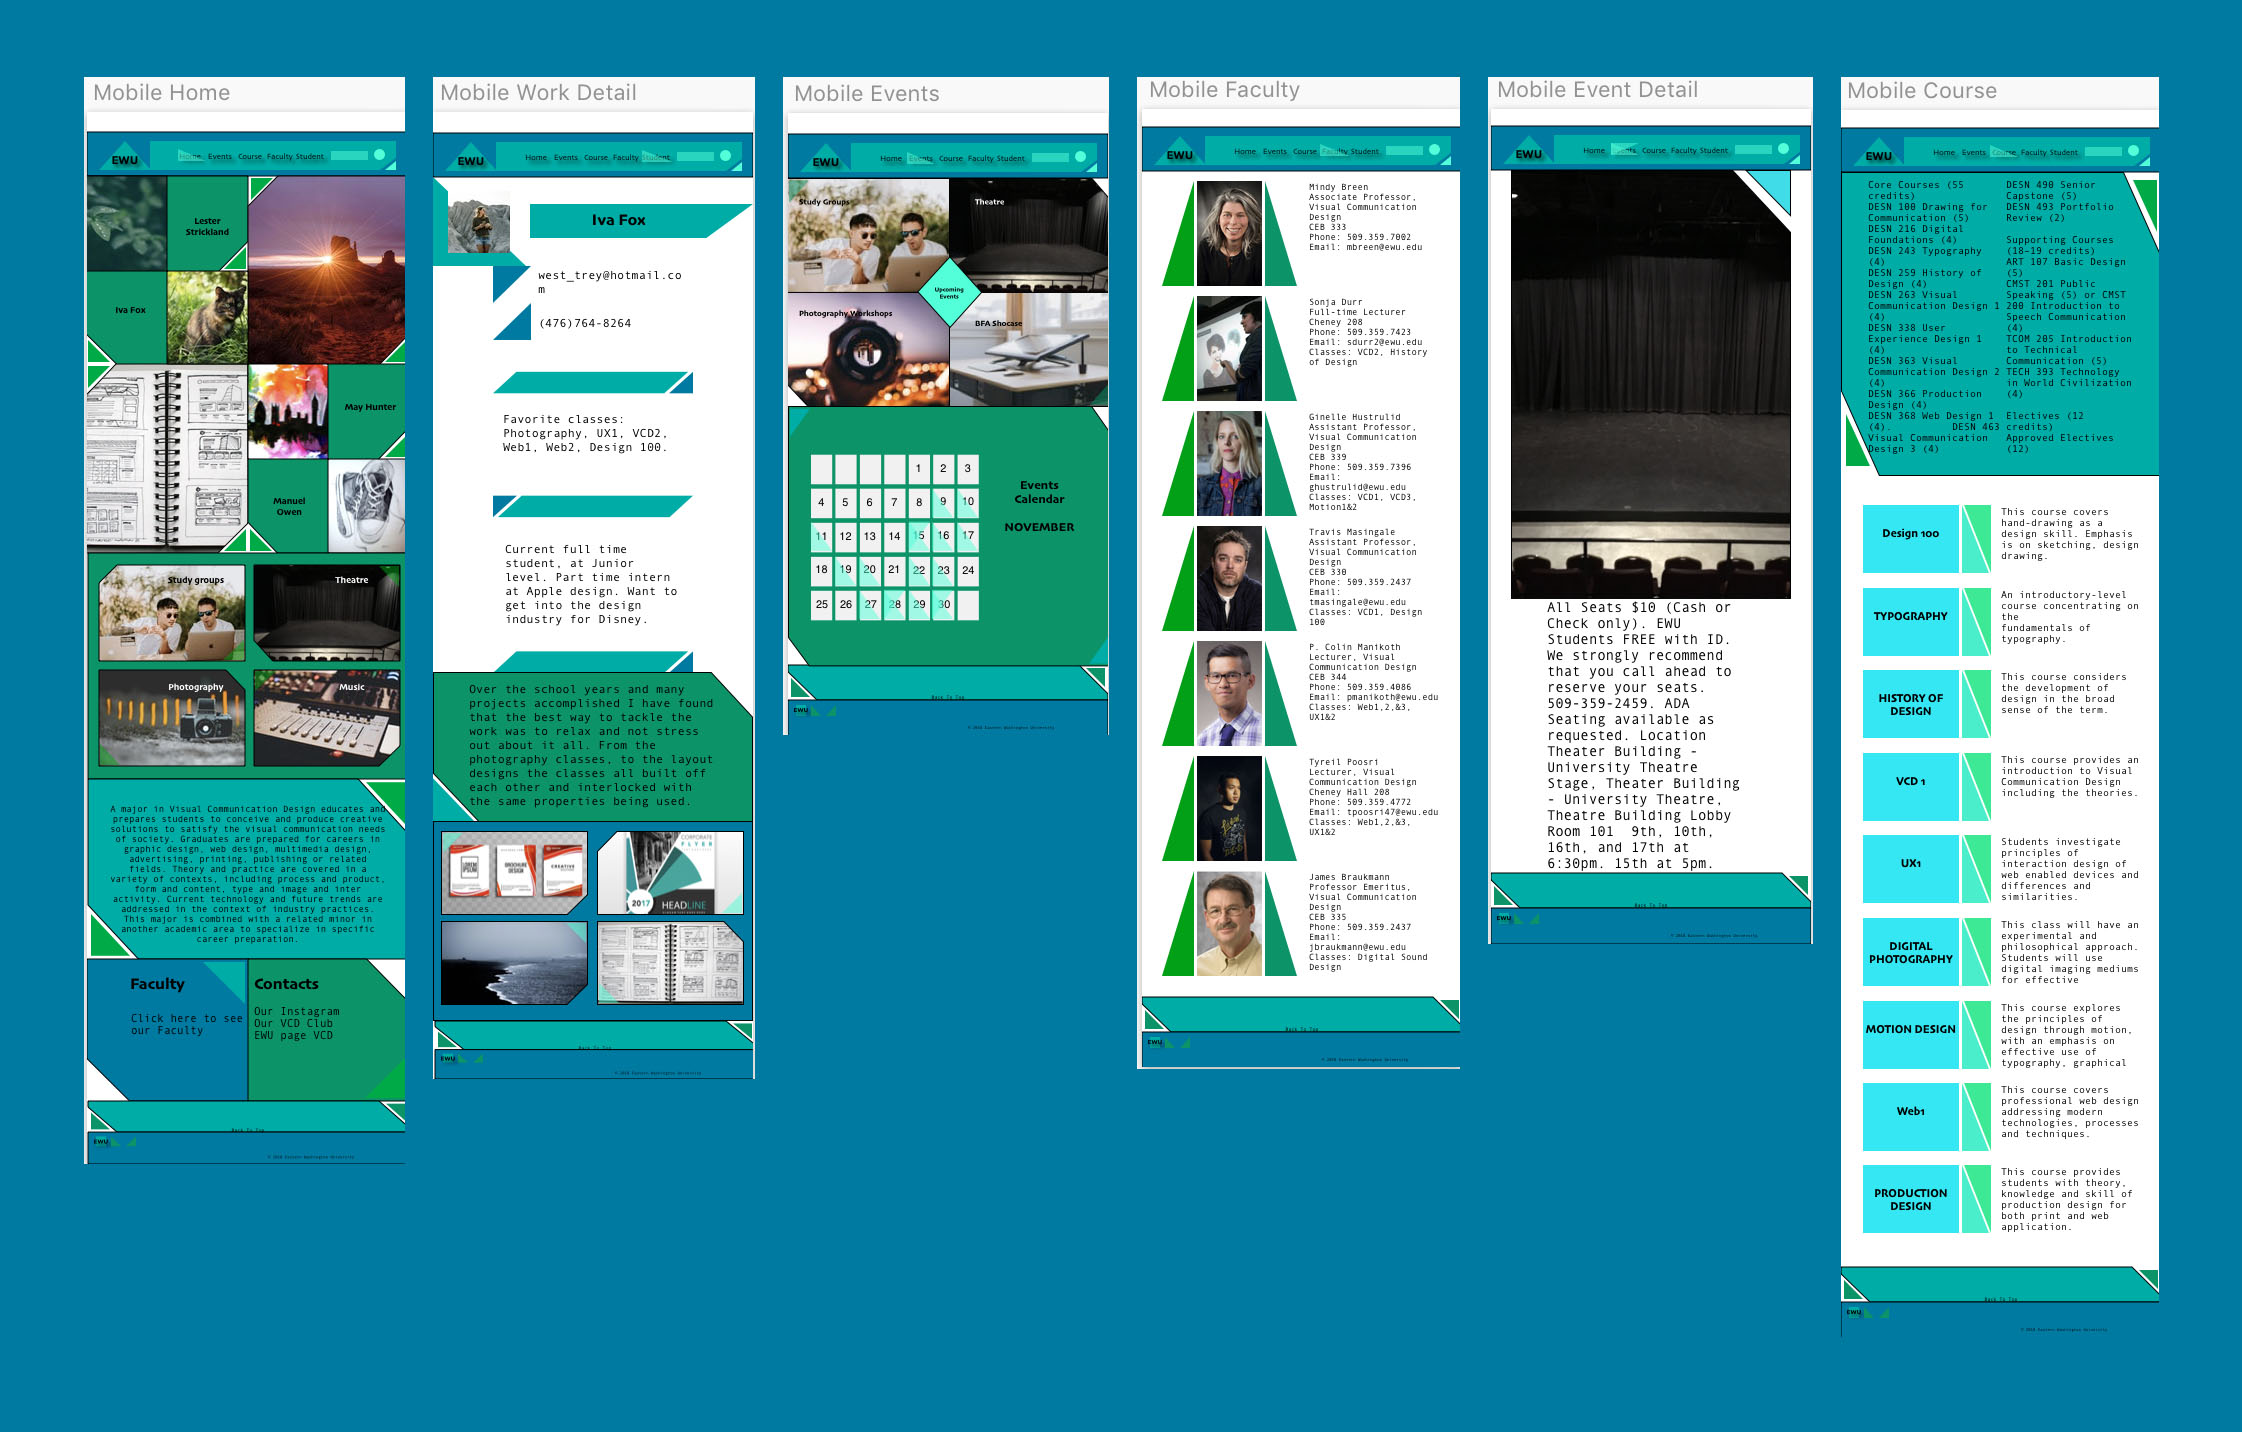 Mobile Home
EWU
Home Events Course Faculty Student
Lester
Strickland
Iva Fox
May Hunter
Manuel
Owen
Study groups
Theatre
Photography
Music
A major in Visual Communication Design educates and
prepares students to conceive and produce creative
solutions to satisfy the visual communication needs
of society. Graduates are prepared for careers in
graphic design, web design, multimedia design,
advertising, printing, publishing or related
fields. Theory and practice are covered in a
variety of contexts, including process and product,
form and content, type and image and inter
activity. Current technology and future trends are
addressed in the context of industry practices.
This major is combined with a related minor in
another academic area to specialize in specific
career preparation.
Faculty
Click here to see
our Faculty
Contacts
Our Instagram
Our VCD Club
EWU page VCD
Back To Top
EWU
© 2018 Eastern Washington University
Mobile Work Detail
EWU
Home Events Course Faculty Student
Iva Fox
west_trey@hotmail.co
m
(476)764-8264
Favorite classes:
Photography, UX1, VCD2,
Web1, Web2, Design 100.
Current full time
student, at Junior
level. Part time intern
at Apple design. Want to
get into the design
industry for Disney.
Over the school years and many
projects accomplished I have found
that the best way to tackle the
work was to relax and not stress
out about it all. From the
photography classes, to the layout
designs the classes all built off
each other and interlocked with
the same properties being used.
LOREM
IPSUM
BROCHURE
DESIGN
CREATIVE
CORPORATE
FLYER
2017
HEADLINE
Back To Top
EWU
© 2018 Eastern Washington University
Mobile Events
EWU
Home Events Course Faculty Student
Study Groups
Theatre
Upcoming
Events
Photography Workshops
BFA Shocase
1 2 3
4 5 6 7 8 9 10
11 12 13 14 15 16 17
18 19 20 21 22 23 24
25 26 27 28 29 30
Events
Calendar
NOVEMBER
Back To Top
EWU
© 2018 Eastern Washington University
Mobile Faculty
EWU
Home Events Course Faculty Student
Mindy Breen
Associate Professor,
Visual Communication
Design
CEB 333
Phone: 509.359.7002
Email: mbreen@ewu.edu
Sonja Durr
Full-time Lecturer
Cheney 208
Phone: 509.359.7423
Email: sdurr2@ewu.edu
Classes: VCD2, History
of Design
Ginelle Hustrulid
Assistant Professor,
Visual Communication
Design
CEB 339
Phone: 509.359.7396
Email:
ghustrulid@ewu.edu
Classes: VCD1, VCD3,
Motion1&2
Travis Masingale
Assistant Professor,
Visual Communication
Design
CEB 330
Phone: 509.359.2437
Email:
tmasingale@ewu.edu
Classes: VCD1, Design
100
P. Colin Manikoth
Lecturer, Visual
Communication Design
CEB 344
Phone: 509.359.4086
Email: pmanikoth@ewu.edu
Classes: Web1,2,&3,
UX1&2
Tyreil Poosri
Lecturer, Visual
Communication Design
Cheney Hall 208
Phone: 509.359.4772
Email: tpoosri47@ewu.edu
Classes: Web1,2,&3,
UX1&2
James Braukmann
Professor Emeritus,
Visual Communication
Design
CEB 335
Phone: 509.359.2437
Email:
jbraukmann@ewu.edu
Classes: Digital Sound
Design
Back To Top
EWU
© 2018 Eastern Washington University
Mobile Event Detail
EWU
Home Events Course Faculty Student
All Seats $10 (Cash or
Check only). EWU
Students FREE with ID.
We strongly recommend
that you call ahead to
reserve your seats.
509-359-2459. ADA
Seating available as
requested. Location
Theater Building -
University Theatre
Stage, Theater Building
- University Theatre,
Theatre Building Lobby
Room 101 9th, 10th,
16th, and 17th at
6:30pm. 15th at 5pm.
Back To Top
EWU
© 2018 Eastern Washington University
Mobile Course
EWU
Home Events Course Faculty Student
Core Courses (55
credits)
DESN 100 Drawing for
Communication (5)
DESN 216 Digital
Foundations (4)
DESN 243 Typography
(4)
DESN 259 History of
Design (4)
DESN 263 Visual
Communication Design 1
(4)
DESN 338 User
Experience Design 1
(4)
DESN 363 Visual
Communication Design 2
(4)
DESN 366 Production
Design (4)
DESN 368 Web Design 1
(4). DESN 463
Visual Communication
Design 3 (4)
DESN 490 Senior
Capstone (5)
DESN 493 Portfolio
Review (2)
Supporting Courses
(18-19 credits)
ART 107 Basic Design
(5)
CMST 201 Public
Speaking (5) or CMST
200 Introduction to
Speech Communication
(4)
TCOM 205 Introduction
to Technical
Communication (5)
TECH 393 Technology
in World Civilization
(4)
Electives (12
credits)
Approved Electives
(12)
Design 100
This course covers
hand-drawing as a
design skill. Emphasis
is on sketching, design
drawing.
TYPOGRAPHY
An introductory-level
course concentrating on
the
fundamentals of
typography.
HISTORY OF
DESIGN
This course considers
the development of
design in the broad
sense of the term.
VCD 1
This course provides an
introduction to Visual
Communication Design
including the theories.
UX1
Students investigate
principles of
interaction design of
web enabled devices and
differences and
similarities.
DIGITAL
PHOTOGRAPHY
This class will have an
experimental and
philosophical approach.
Students will use
digital imaging mediums
for effective
MOTION DESIGN
This course explores
the principles of
design through motion,
with an emphasis on
effective use of
typography, graphical
Web1
This course covers
professional web design
addressing modern
technologies, processes
and techniques.
PRODUCTION
DESIGN
This course provides
students with theory,
knowledge and skill of
production design for
both print and web
application.
Back To Top
EWU
© 2018 Eastern Washington University